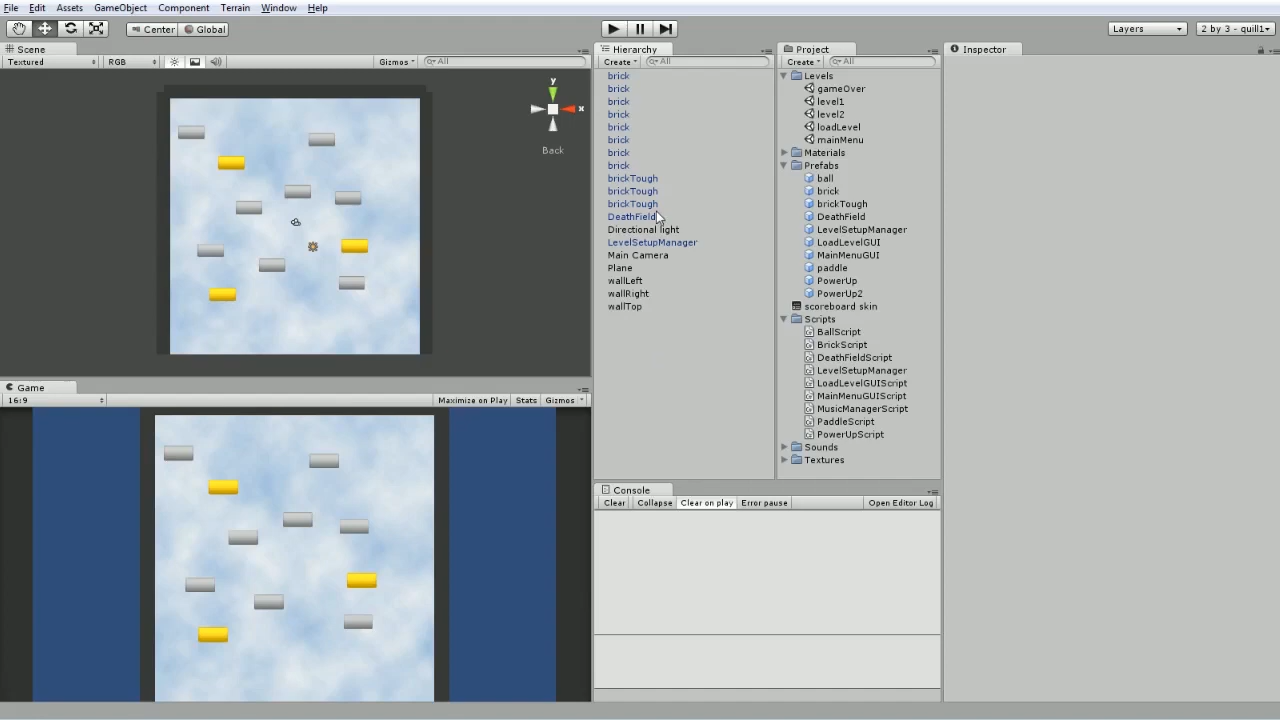 File Edit Assets GameObject Component Terrain Window Help
Center Global Layers 2 by 3 - quill1
Scene Hierarchy Project Inspector
Textured RGB Gizmos All Create All Create All
brick
brick
brick
brick
brick
brick
brick
brick
brickTough
brickTough
brickTough
DeathField
Directional light
LevelSetupManager
Main Camera
Plane
wallLeft
wallRight
wallTop
Levels
gameOver
level1
level2
loadLevel
mainMenu
Materials
Prefabs
ball
brick
brickTough
DeathField
LevelSetupManager
LoadLevelGUI
MainMenuGUI
paddle
PowerUp
PowerUp2
scoreboard skin
Scripts
BallScript
BrickScript
DeathFieldScript
LevelSetupManager
LoadLevelGUIScript
MainMenuGUIScript
MusicManagerScript
PaddleScript
PowerUpScript
Sounds
Textures
y
x
Back
Game
16:9 Maximize on Play Stats Gizmos
Console
Clear Collapse Clear on play Error pause Open Editor Log